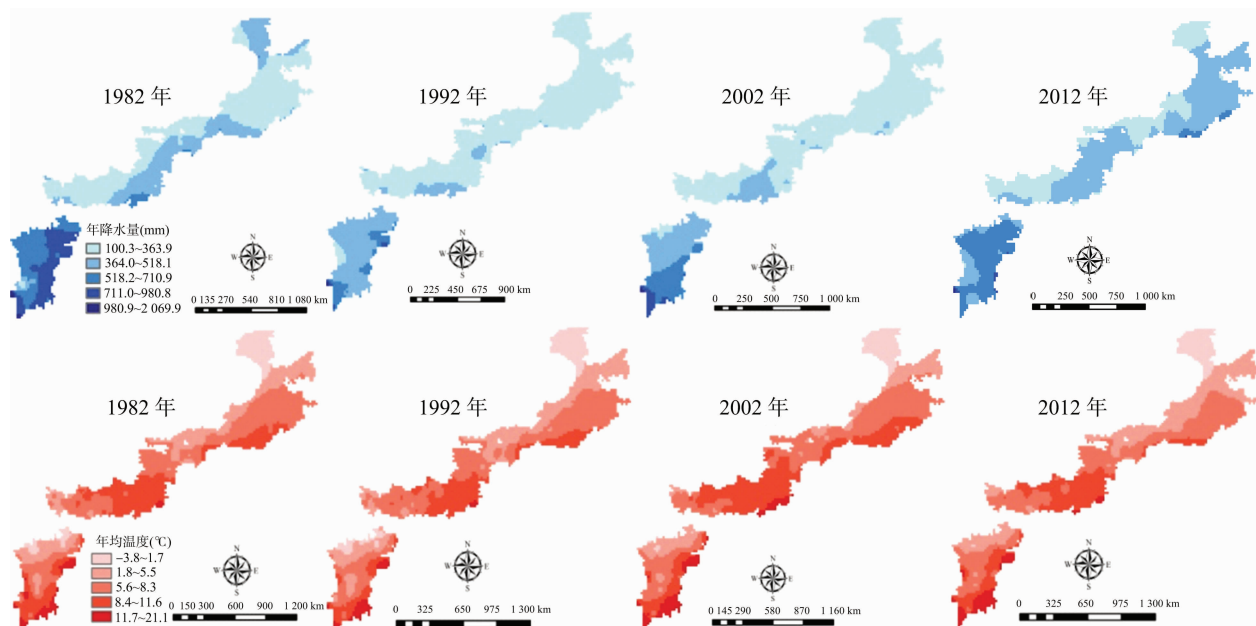 1982 年
1992 年
2002 年
2012 年
年降水量(mm)
100.3~363.9
364.0~518.1
518.2~710.9
711.0~980.8
980.9~2 069.9
N
W E
S
0 135 270 540 810 1 080 km
N
W E
S
0 225 450 675 900 km
N
W E
S
0 250 500 750 1 000 km
N
W E
S
0 250 500 750 1 000 km
1982 年
1992 年
2002 年
2012 年
年均温度(℃)
−3.8~1.7
1.8~5.5
5.6~8.3
8.4~11.6
11.7~21.1
N
W E
S
0 150 300 600 900 1 200 km
N
W E
S
0 325 650 975 1 300 km
N
W E
S
0 145 290 580 870 1 160 km
N
W E
S
0 325 650 975 1 300 km